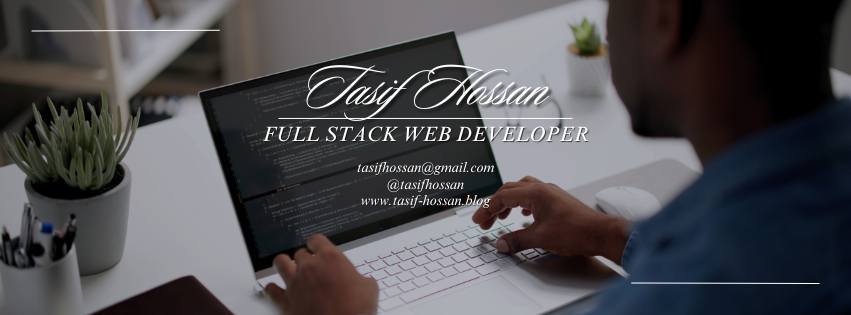 Tasif Hossan
FULL STACK WEB DEVELOPER
tasifhossan@gmail.com
@tasifhossan
www.tasif-hossan.blog